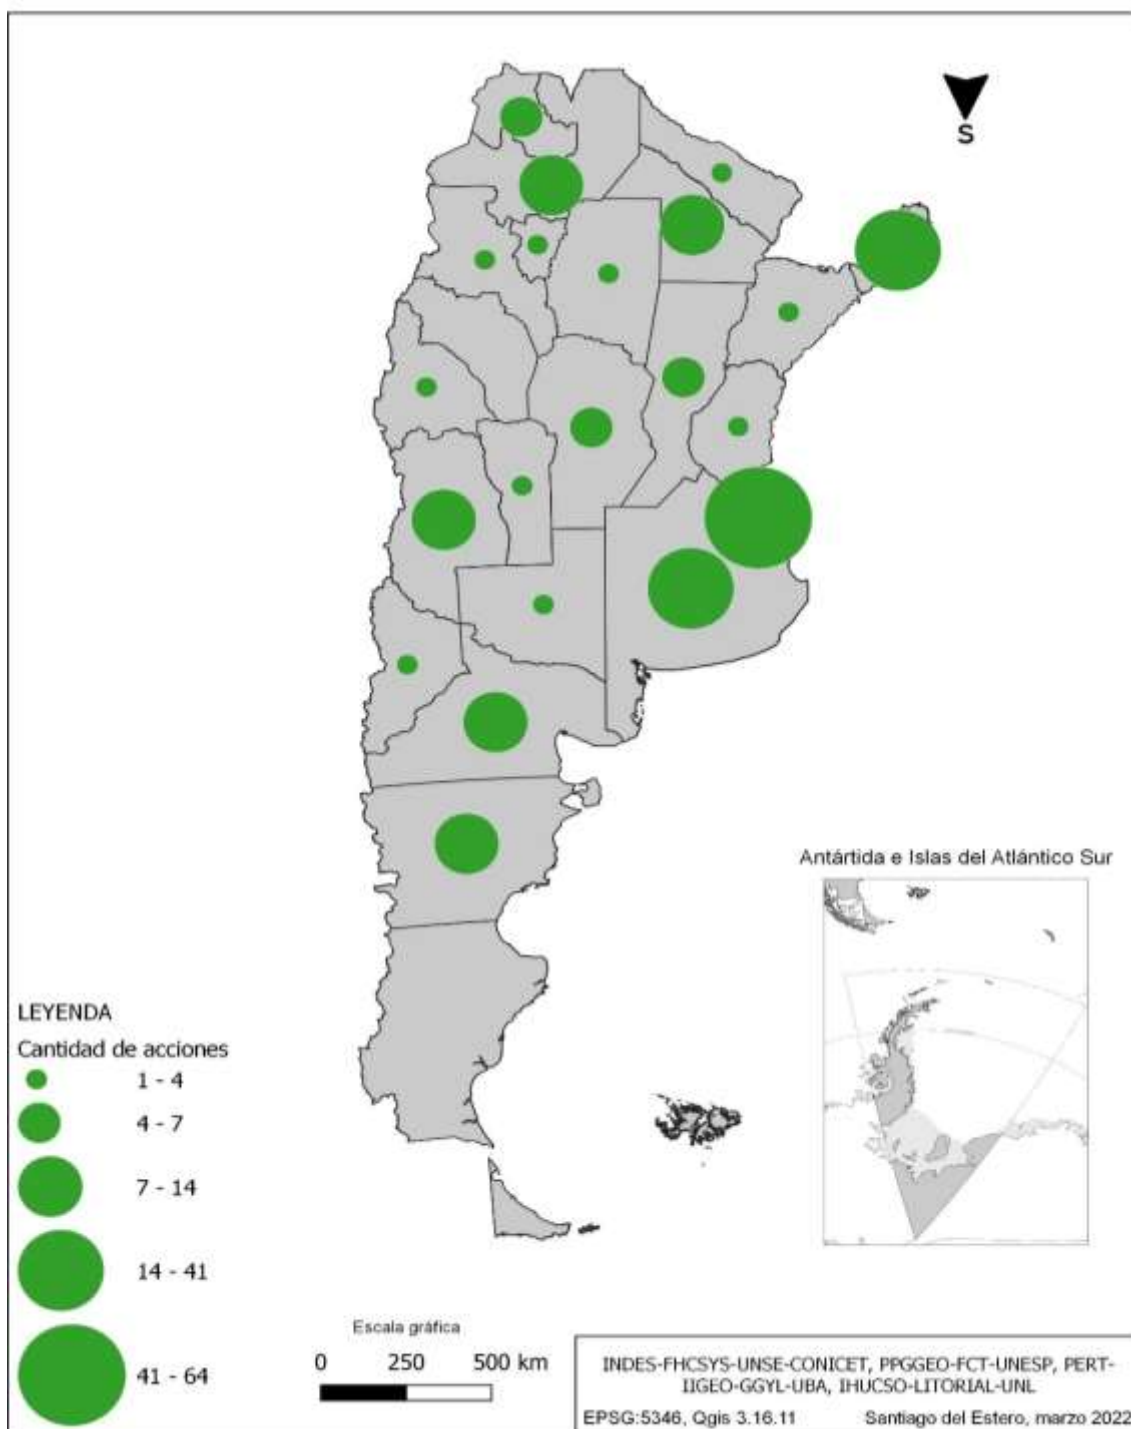 S
Antártida e Islas del Atlántico Sur
LEYENDA
Cantidad de acciones
1 - 4
4 - 7
7 - 14
14 - 41
41 - 64
Escala gráfica
0 250 500 km
INDES-FHCSYS-UNSE-CONICET, PPGGEO-FCT-UNESP, PERT-
IIGEO-GGYL-UBA, IHUCSO-LITORIAL-UNL
EPSG:5346, Qgis 3.16.11 Santiago del Estero, marzo 2022